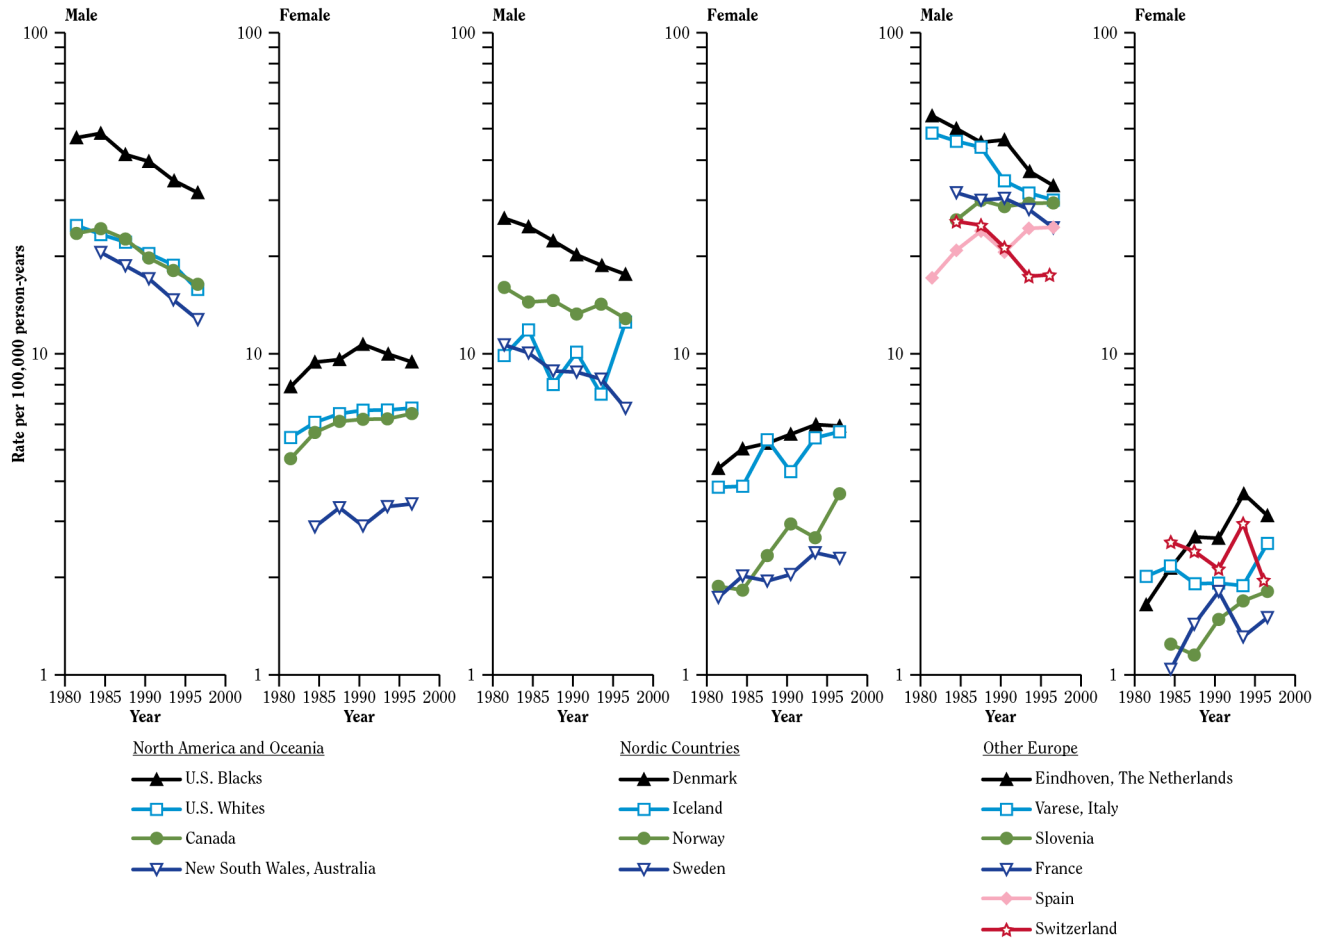 Male
Female
Male
Female
Male
Female
Rate per 100,000 person-years
100
10
1
1980 1985 1990 1995 2000
Year
100
10
1
1980 1985 1990 1995 2000
Year
100
10
1
1980 1985 1990 1995 2000
Year
100
10
1
1980 1985 1990 1995 2000
Year
100
10
1
1980 1985 1990 1995 2000
Year
100
10
1
1980 1985 1990 1995 2000
Year
North America and Oceania
U.S. Blacks
U.S. Whites
Canada
New South Wales, Australia
Nordic Countries
Denmark
Iceland
Norway
Sweden
Other Europe
Eindhoven, The Netherlands
Varese, Italy
Slovenia
France
Spain
Switzerland